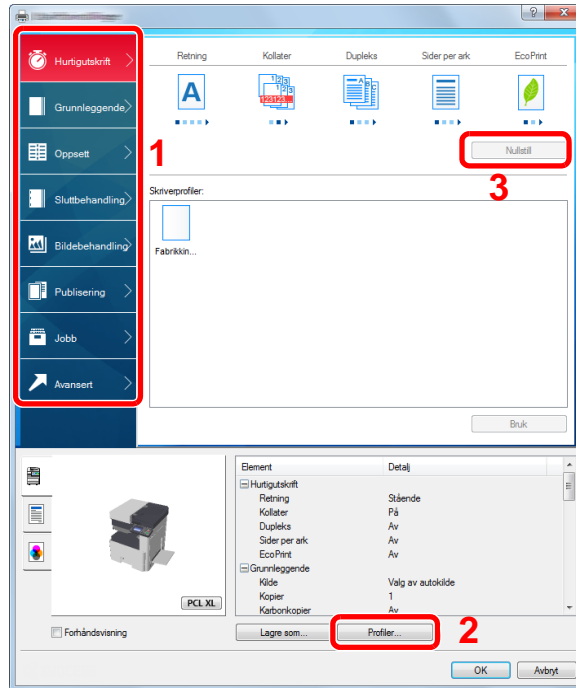 Hurtigutskrift
Grunnleggende
Oppsett
Sluttbehandling
Bildebehandling
Publisering
Jobb
Avansert
1
Retning Kollater Dupleks Sider per ark EcoPrint
A
123123...
Nullstill
3
Skriverprofiler:
Fabrikkin...
Bruk
Element Detalj
Hurtigutskrift
Retning Stående
Kollater På
Dupleks Av
Sider per ark Av
EcoPrint Av
Grunnleggende
Kilde Valg av autokilde
Kopier 1
Karbonkopier Av
PCL XL
Forhåndsvisning
Lagre som...
Profiler...
2
OK
Avbryt